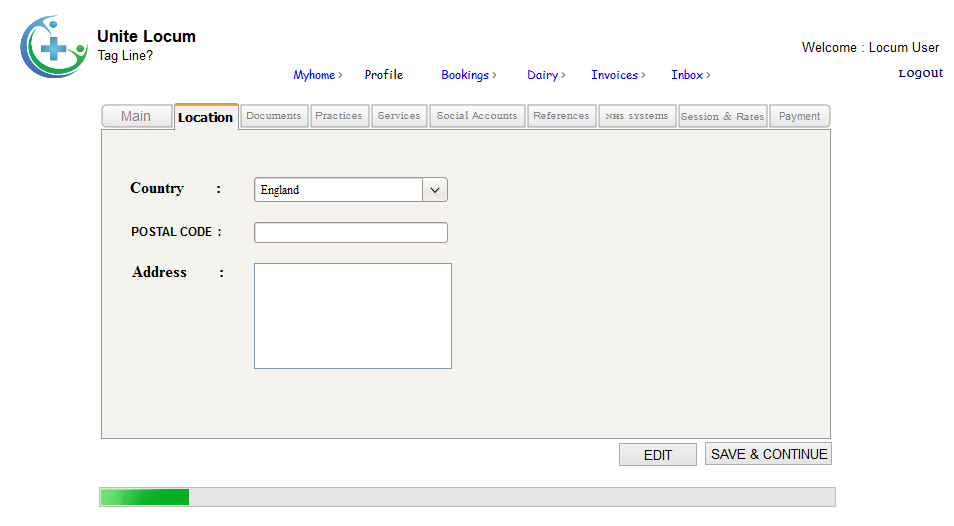 Unite Locum
Tag Line?
Welcome : Locum User
Logout
Myhome > Profile Bookings > Dairy > Invoices > Inbox >
Main Location Documents Practices Services Social Accounts References NHS SYSTEMS Session & Rates Payment
Country : England
POSTAL CODE :
Address :
EDIT SAVE & CONTINUE